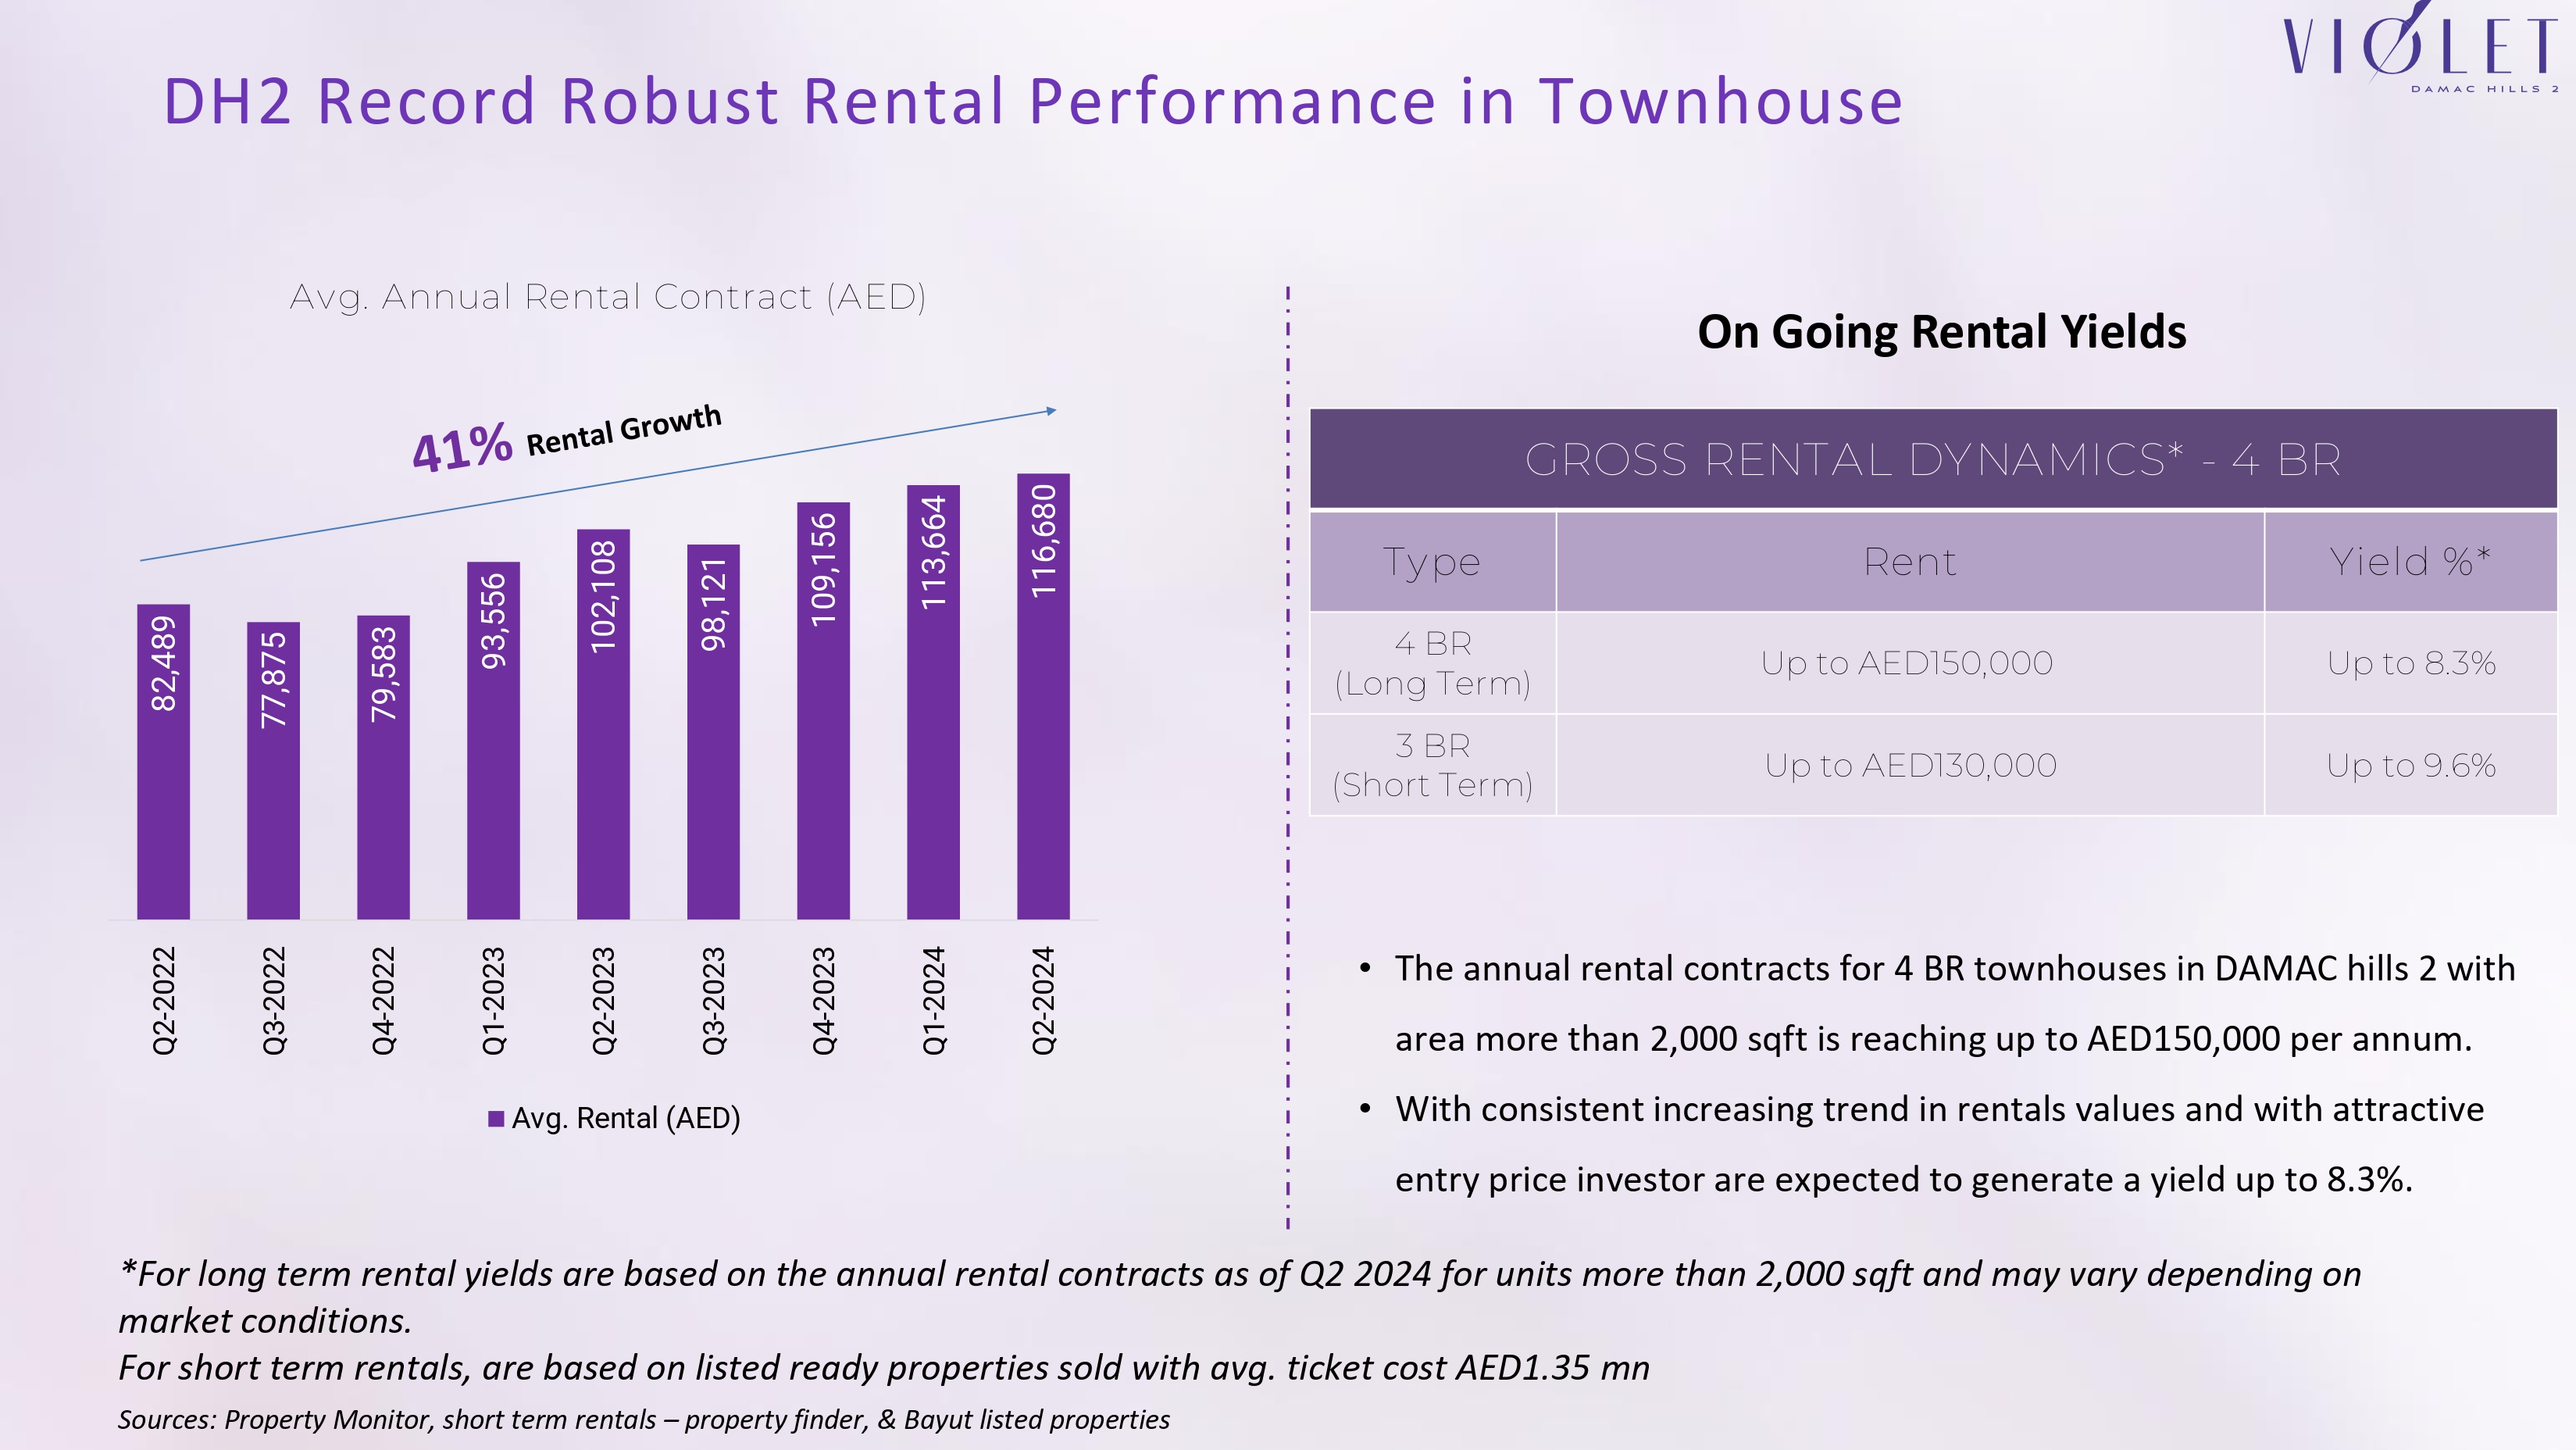 VIOLET
DAMAC HILLS 2
DH2 Record Robust Rental Performance in Townhouse
Avg. Annual Rental Contract (AED)
41% Rental Growth
82,489
77,875
79,583
93,556
102,108
98,121
109,156
113,664
116,680
Q2-2022
Q3-2022
Q4-2022
Q1-2023
Q2-2023
Q3-2023
Q4-2023
Q1-2024
Q2-2024
Avg. Rental (AED)
On Going Rental Yields
GROSS RENTAL DYNAMICS* - 4 BR
Type Rent Yield %*
4 BR
(Long Term)
Up to AED150,000
Up to 8.3%
3 BR
(Short Term)
Up to AED130,000
Up to 9.6%
• The annual rental contracts for 4 BR townhouses in DAMAC hills 2 with
area more than 2,000 sqft is reaching up to AED150,000 per annum.
• With consistent increasing trend in rentals values and with attractive
entry price investor are expected to generate a yield up to 8.3%.
*For long term rental yields are based on the annual rental contracts as of Q2 2024 for units more than 2,000 sqft and may vary depending on
market conditions.
For short term rentals, are based on listed ready properties sold with avg. ticket cost AED1.35 mn
Sources: Property Monitor, short term rentals – property finder, & Bayut listed properties